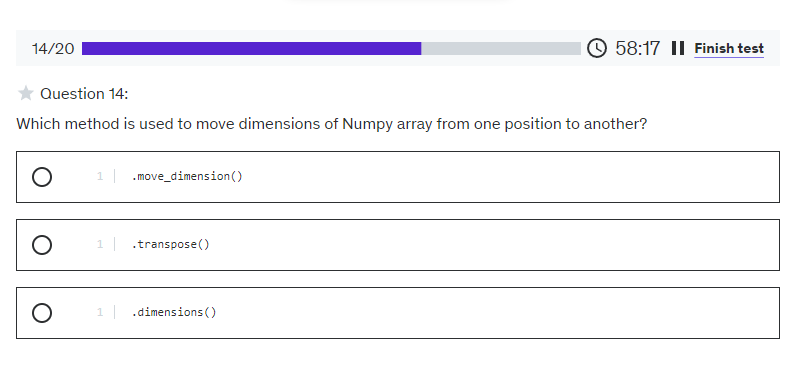 14/20 58:17 Finish test
Question 14:
Which method is used to move dimensions of Numpy array from one position to another?
1 .move_dimension()
1 .transpose()
1 .dimensions()